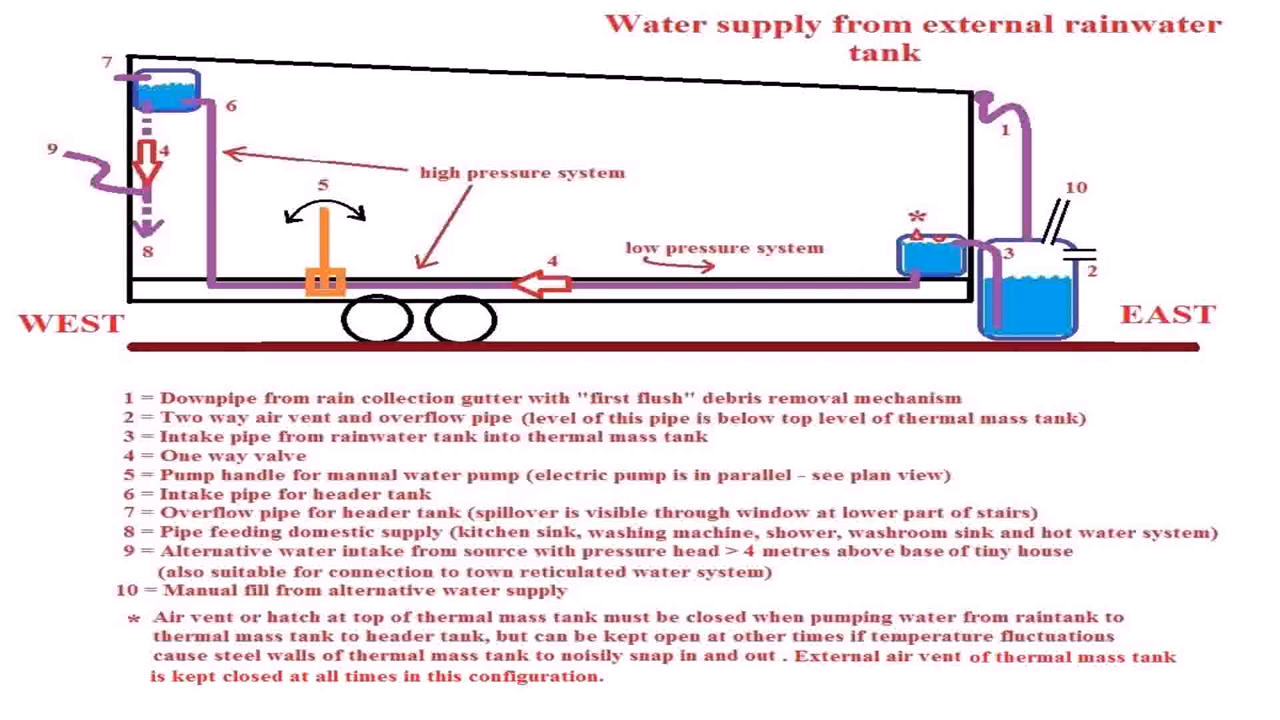 Water supply from external rainwater
tank
7
6
9
4
8
5
high pressure system
4
low pressure system
*
1
10
3
2
WEST
EAST
1 = Downpipe from rain collection gutter with "first flush" debris removal mechanism
2 = Two way air vent and overflow pipe (level of this pipe is below top level of thermal mass tank)
3 = Intake pipe from rainwater tank into thermal mass tank
4 = One way valve
5 = Pump handle for manual water pump (electric pump is in parallel - see plan view)
6 = Intake pipe for header tank
7 = Overflow pipe for header tank (spillover is visible through window at lower part of stairs)
8 = Pipe feeding domestic supply (kitchen sink, washing machine, shower, washroom sink and hot water system)
9 = Alternative water intake from source with pressure head > 4 metres above base of tiny house
(also suitable for connection to town reticulated water system)
10 = Manual fill from alternative water supply
* Air vent or hatch at top of thermal mass tank must be closed when pumping water from raintank to
thermal mass tank to header tank, but can be kept open at other times if temperature fluctuations
cause steel walls of thermal mass tank to noisily snap in and out . External air vent of thermal mass tank
is kept closed at all times in this configuration.